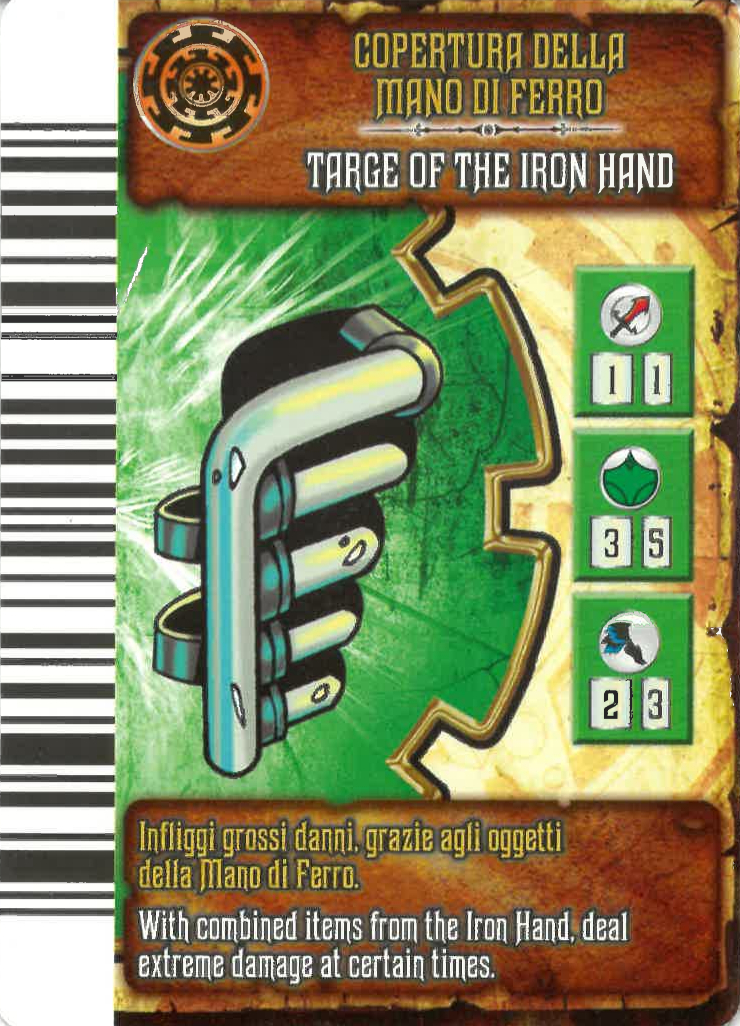 COPERTURA DELLA
MANO DI FERRO
TARGE OF THE IRON HAND
1 1
3 5
2 3
Infliggi grossi danni, grazie agli oggetti
della Mano di Ferro.
With combined items from the Iron Hand, deal
extreme damage at certain times.